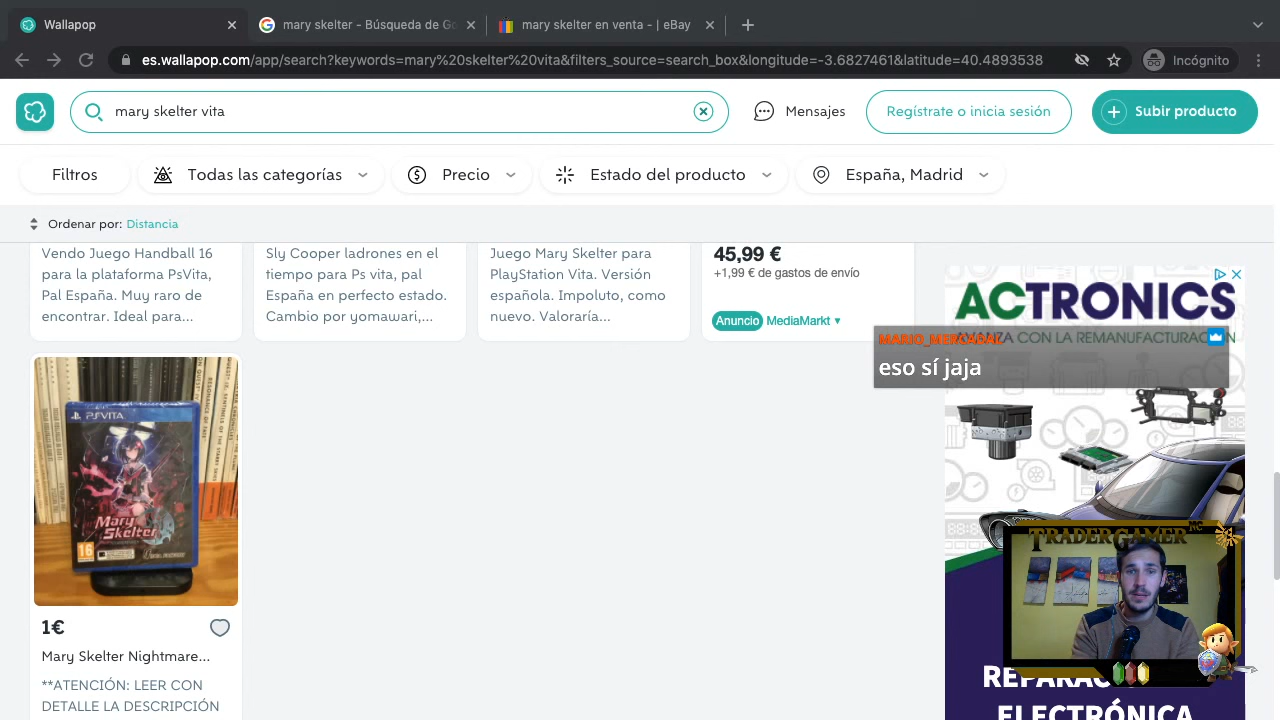 Wallapop
mary skelter - Búsqueda de Go
mary skelter en venta - | eBay
es.wallapop.com/app/search?keywords=mary%20skelter%20vita&filters_source=search_box&longitude=-3.6827461&latitude=40.4893538
Incógnito
mary skelter vita
Mensajes
Regístrate o inicia sesión
Subir producto
Filtros
Todas las categorías
Precio
Estado del producto
España, Madrid
Ordenar por: Distancia
Vendo Juego Handball 16
para la plataforma PsVita,
Pal España. Muy raro de
encontrar. Ideal para...
Sly Cooper ladrones en el
tiempo para Ps vita, pal
España en perfecto estado.
Cambio por yomawari,...
Juego Mary Skelter para
PlayStation Vita. Versión
española. Impoluto, como
nuevo. Valoraría...
45,99 €
+1,99 € de gastos de envío
Anuncio MediaMarkt
ACTRONICS
AVANZA CON LA REMANUFACTURACIÓN
MARIO_MERCADAL
eso sí jaja
PSVITA
Mary
Skelter
16
1€
Mary Skelter Nightmare...
**ATENCIÓN: LEER CON
DETALLE LA DESCRIPCIÓN
TRADERGAMER MC
ELECTRÓNICA